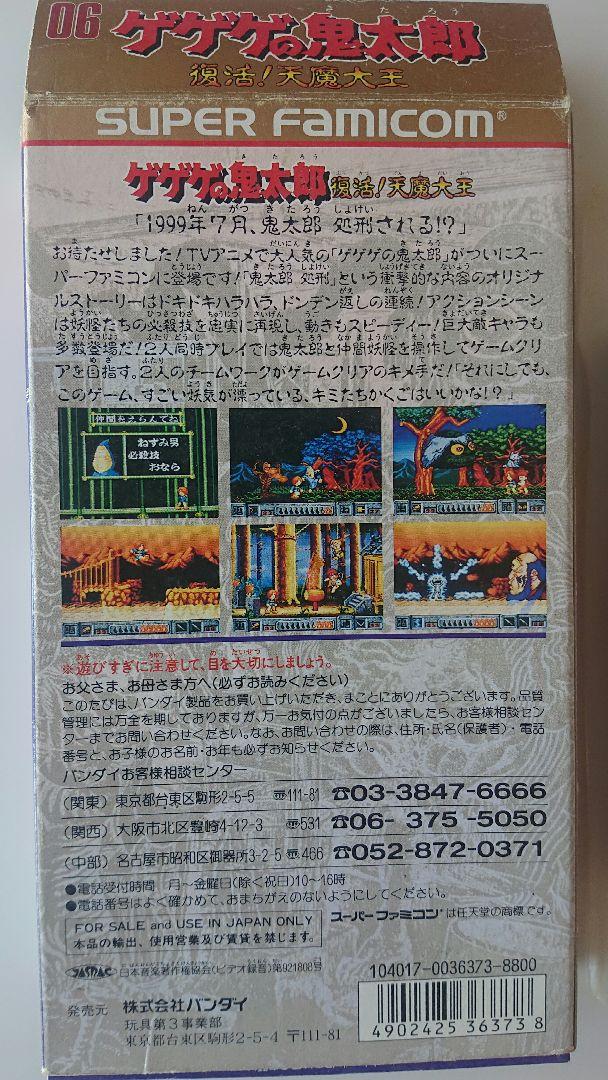 06 ゲゲゲの鬼太郎
復活!天魔大王
SUPER FAMICOM®
ゲゲゲの鬼太郎 復活!天魔大王
「1999年7月、鬼太郎 処刑される!?」
お待たせしました!TVアニメで大人気の「ゲゲゲの鬼太郎」がついにスー
パーファミコンに登場です!「鬼太郎 処刑」という衝撃的な内容のオリジナ
ルストーリーはドキドキハラハラ、ドンデン返しの連続!アクションシーン
は妖怪たちの必殺技を忠実に再現し、動きもスピーディー!巨大敵キャラも
多数登場だ!2人同時プレイでは鬼太郎と仲間妖怪を操作してゲームクリ
アを目指す。2人のチームワークがゲームクリアのキメ手だ!「それにしても、
このゲーム、すごい妖気が漂っている、キミたちかくごはいいかな!?」
仲間をえらんでね
ねずみ男
必殺技
おなら
※遊びすぎに注意して、目を大切にしましょう。
お父さま、お母さま方へ(必ずお読みください)
このたびは、バンダイ製品をお買い上げいただき、まことにありがとうございます。品質
管理には万全を期しておりますが、万一お気付の点がございましたら、お客様相談セン
ターまでお問い合わせください。なお、お問い合わせの際は、住所・氏名(保護者)・電話
番号と、お子様のお名前・お年も必ずお知らせください。
バンダイお客様相談センター
(関東) 東京都台東区駒形2-5-5 〒111-81 ☎03-3847-6666
(関西) 大阪市北区豊崎4-12-3 〒531 ☎06-375-5050
(中部) 名古屋市昭和区御器所3-2-5 〒466 ☎052-872-0371
●電話受付時間 月〜金曜日(除く祝日)10〜16時
●電話番号はよく確かめて、おまちがえのないようにしてください。
FOR SALE and USE IN JAPAN ONLY
本品の輸出、使用営業及び賃貸を禁じます。
スーパーファミコンは任天堂の商標です。
JASRAC 日本音楽著作権協会(ビデオ録音)第921808号
104017-0036373-8800
発売元 株式会社バンダイ
玩具第3事業部
東京都台東区駒形2-5-4 〒111-81
4902425363738